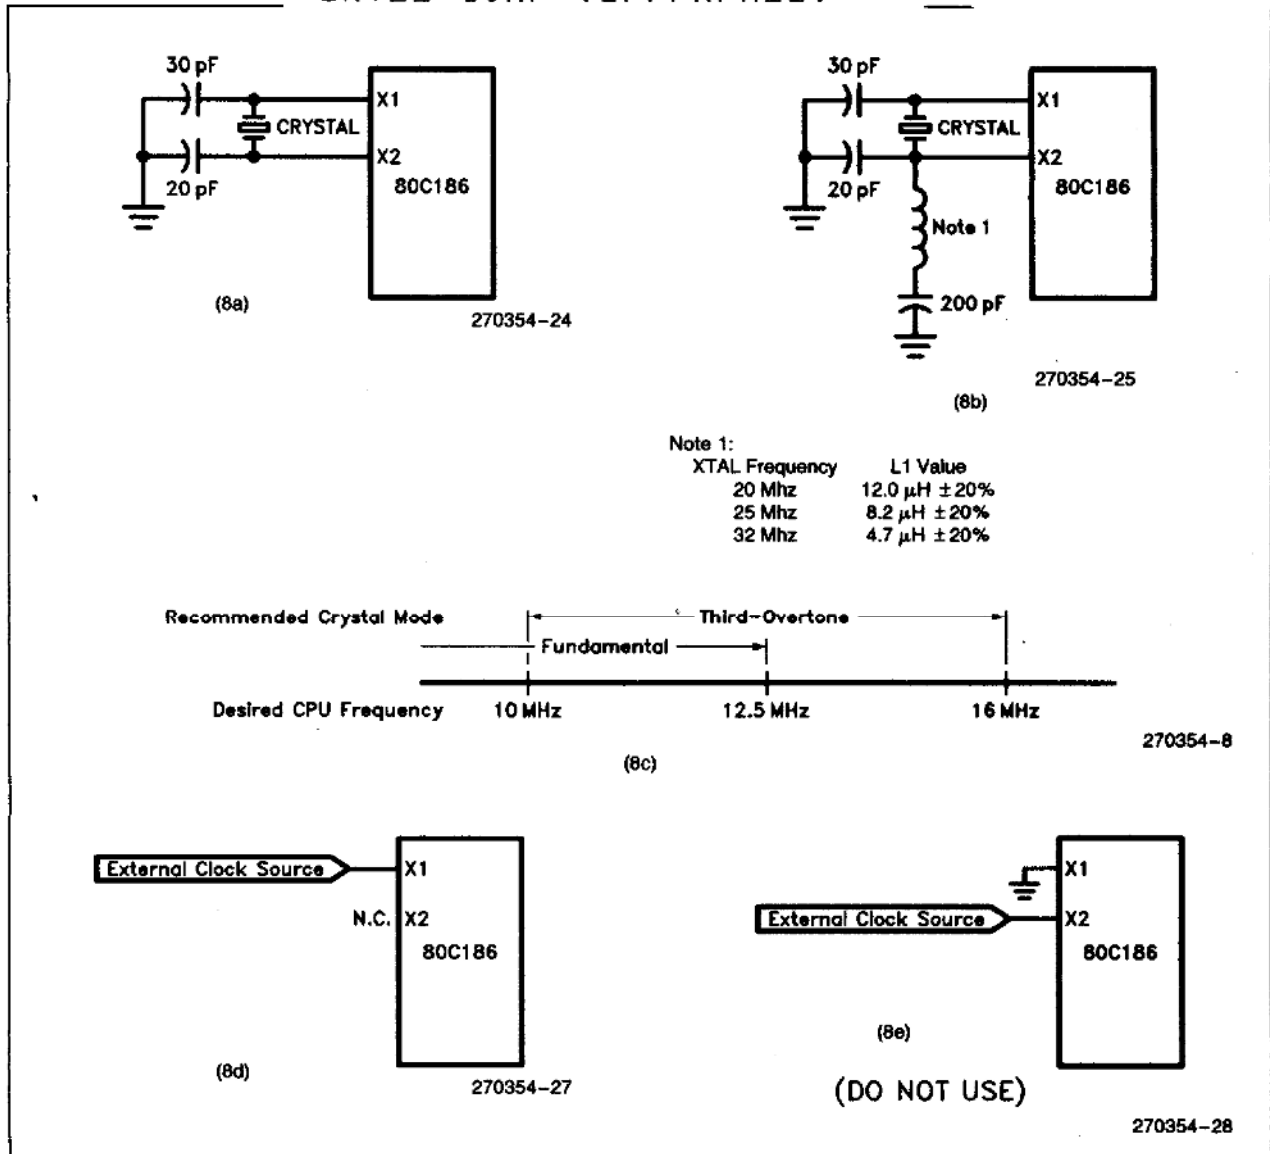 30 pF
X1
CRYSTAL
X2
20 pF
80C186
(8a)
270354-24
30 pF
X1
CRYSTAL
X2
20 pF
80C186
Note 1
200 pF
270354-25
(8b)
Note 1:
XTAL Frequency L1 Value
20 Mhz 12.0 μH ±20%
25 Mhz 8.2 μH ±20%
32 Mhz 4.7 μH ±20%
Recommended Crystal Mode
Third-Overtone
Fundamental
Desired CPU Frequency 10 MHz 12.5 MHz 16 MHz
270354-8
(8c)
External Clock Source X1
N.C. X2
80C186
(8d)
270354-27
X1
External Clock Source X2
80C186
(8e)
(DO NOT USE)
270354-28